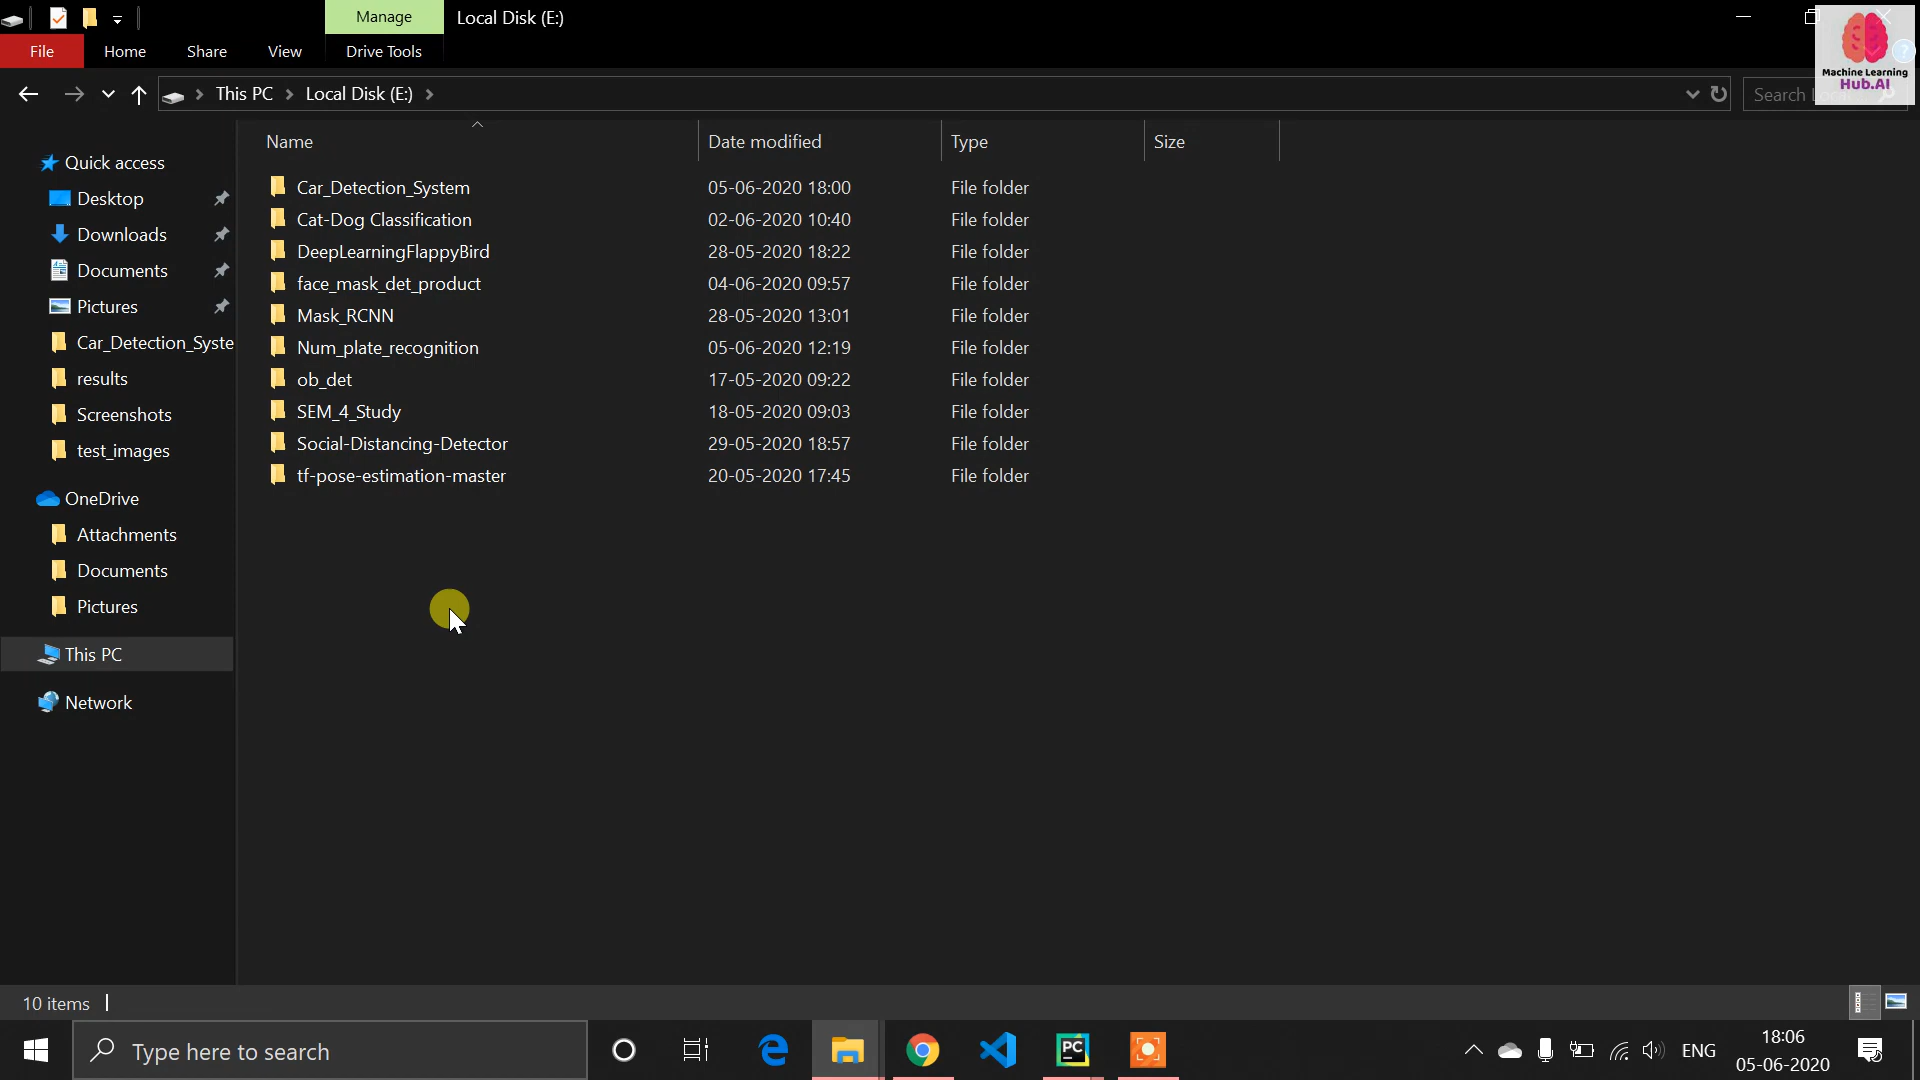 Manage
Local Disk (E:)
File
Home
Share
View
Drive Tools
This PC
Local Disk (E:)
Search
Machine Learning
Hub.AI
Name
Date modified
Type
Size
Quick access
Desktop
Downloads
Documents
Pictures
Car_Detection_Syste
results
Screenshots
test_images
OneDrive
Attachments
Documents
Pictures
This PC
Network
Car_Detection_System 05-06-2020 18:00 File folder
Cat-Dog Classification 02-06-2020 10:40 File folder
DeepLearningFlappyBird 28-05-2020 18:22 File folder
face_mask_det_product 04-06-2020 09:57 File folder
Mask_RCNN 28-05-2020 13:01 File folder
Num_plate_recognition 05-06-2020 12:19 File folder
ob_det 17-05-2020 09:22 File folder
SEM_4_Study 18-05-2020 09:03 File folder
Social-Distancing-Detector 29-05-2020 18:57 File folder
tf-pose-estimation-master 20-05-2020 17:45 File folder
10 items
Type here to search
PC
ENG
18:06
05-06-2020